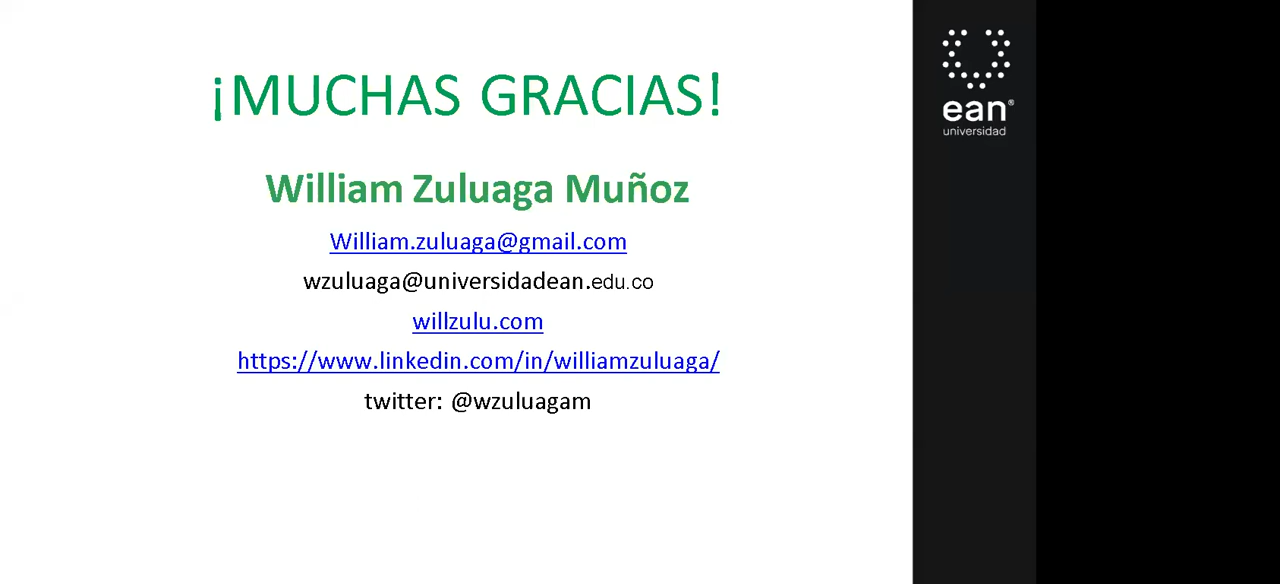 ¡MUCHAS GRACIAS!
William Zuluaga Muñoz
William.zuluaga@gmail.com
wzuluaga@universidadean.edu.co
willzulu.com
https://www.linkedin.com/in/williamzuluaga/
twitter: @wzuluagam
ean®
universidad